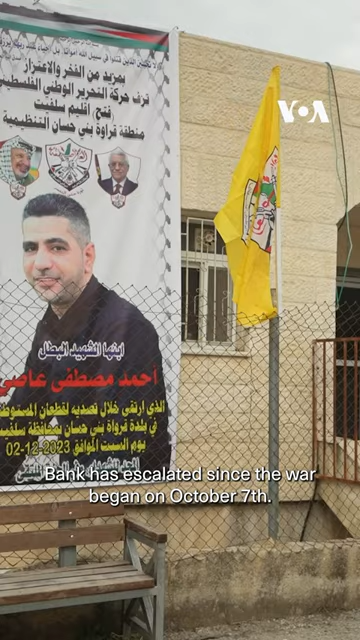 VOA
بمزيد من الفخر والاعتزاز
تزف حركة التحرير الوطني الفلسطيني
فتح إقليم سلفيت
منطقة قراوة بني حسان التنظيمية
ابنها الشهيد البطل
احمد مصطفى عاصي
الذي ارتقى خلال تصديه لقطعان المستوطنين
في بلدة قراوة بني حسان بمحافظة سلفيت
يوم السبت الموافق 02-12-2023
Bank has escalated since the war
began on October 7th.